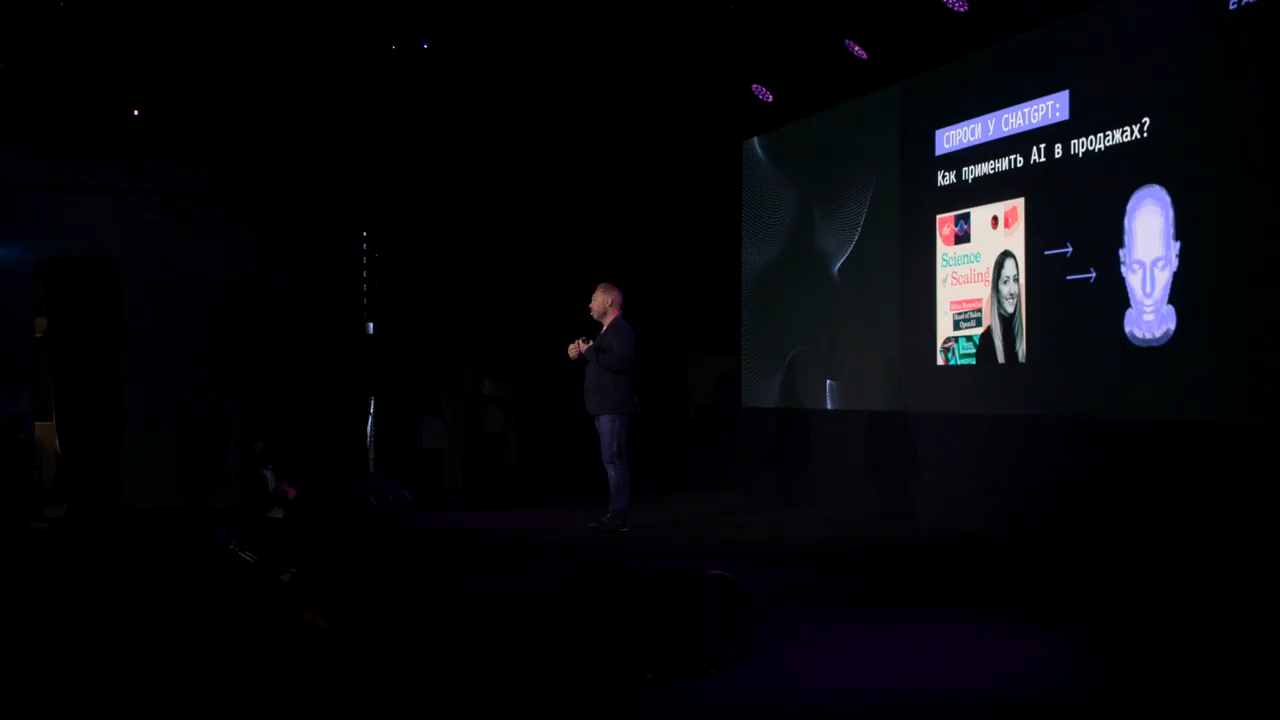 СПРОСИ У CHATGPT:
Как применить AI в продажах?
Science
of Scaling
Head of Sales,
OpenAI